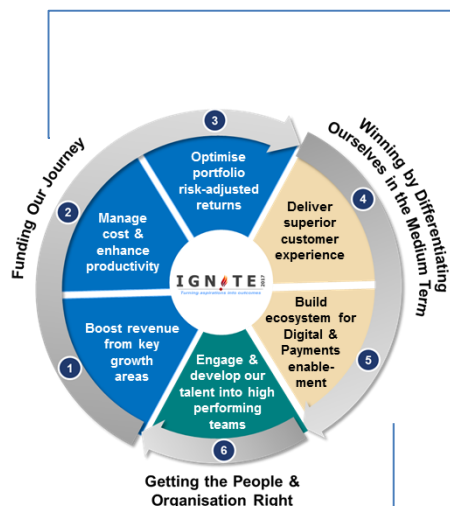 Funding Our Journey
Winning by Differentiating
Ourselves in the Medium Term
3
Optimise
portfolio
risk-adjusted
returns
2
Manage
cost &
enhance
productivity
4
Deliver
superior
customer
experience
IGNITE
2017
1
Boost revenue
from key
growth
areas
5
Build
ecosystem for
Digital &
Payments
enable-
ment
Engage &
develop our
talent into high
performing
teams
6
Getting the People &
Organisation Right